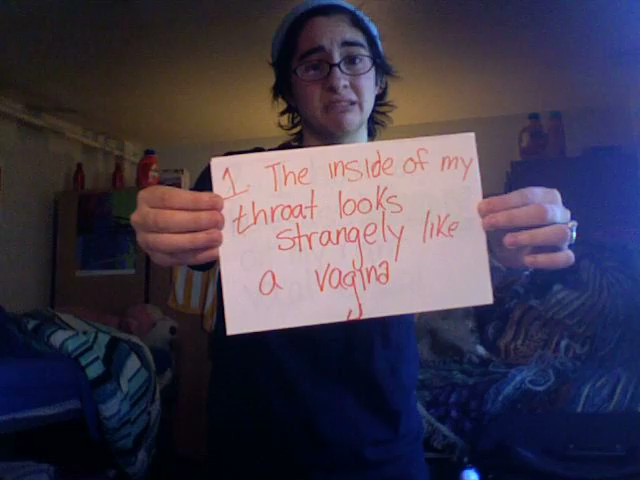 1 The inside of my
throat looks
strangely like
a vagina